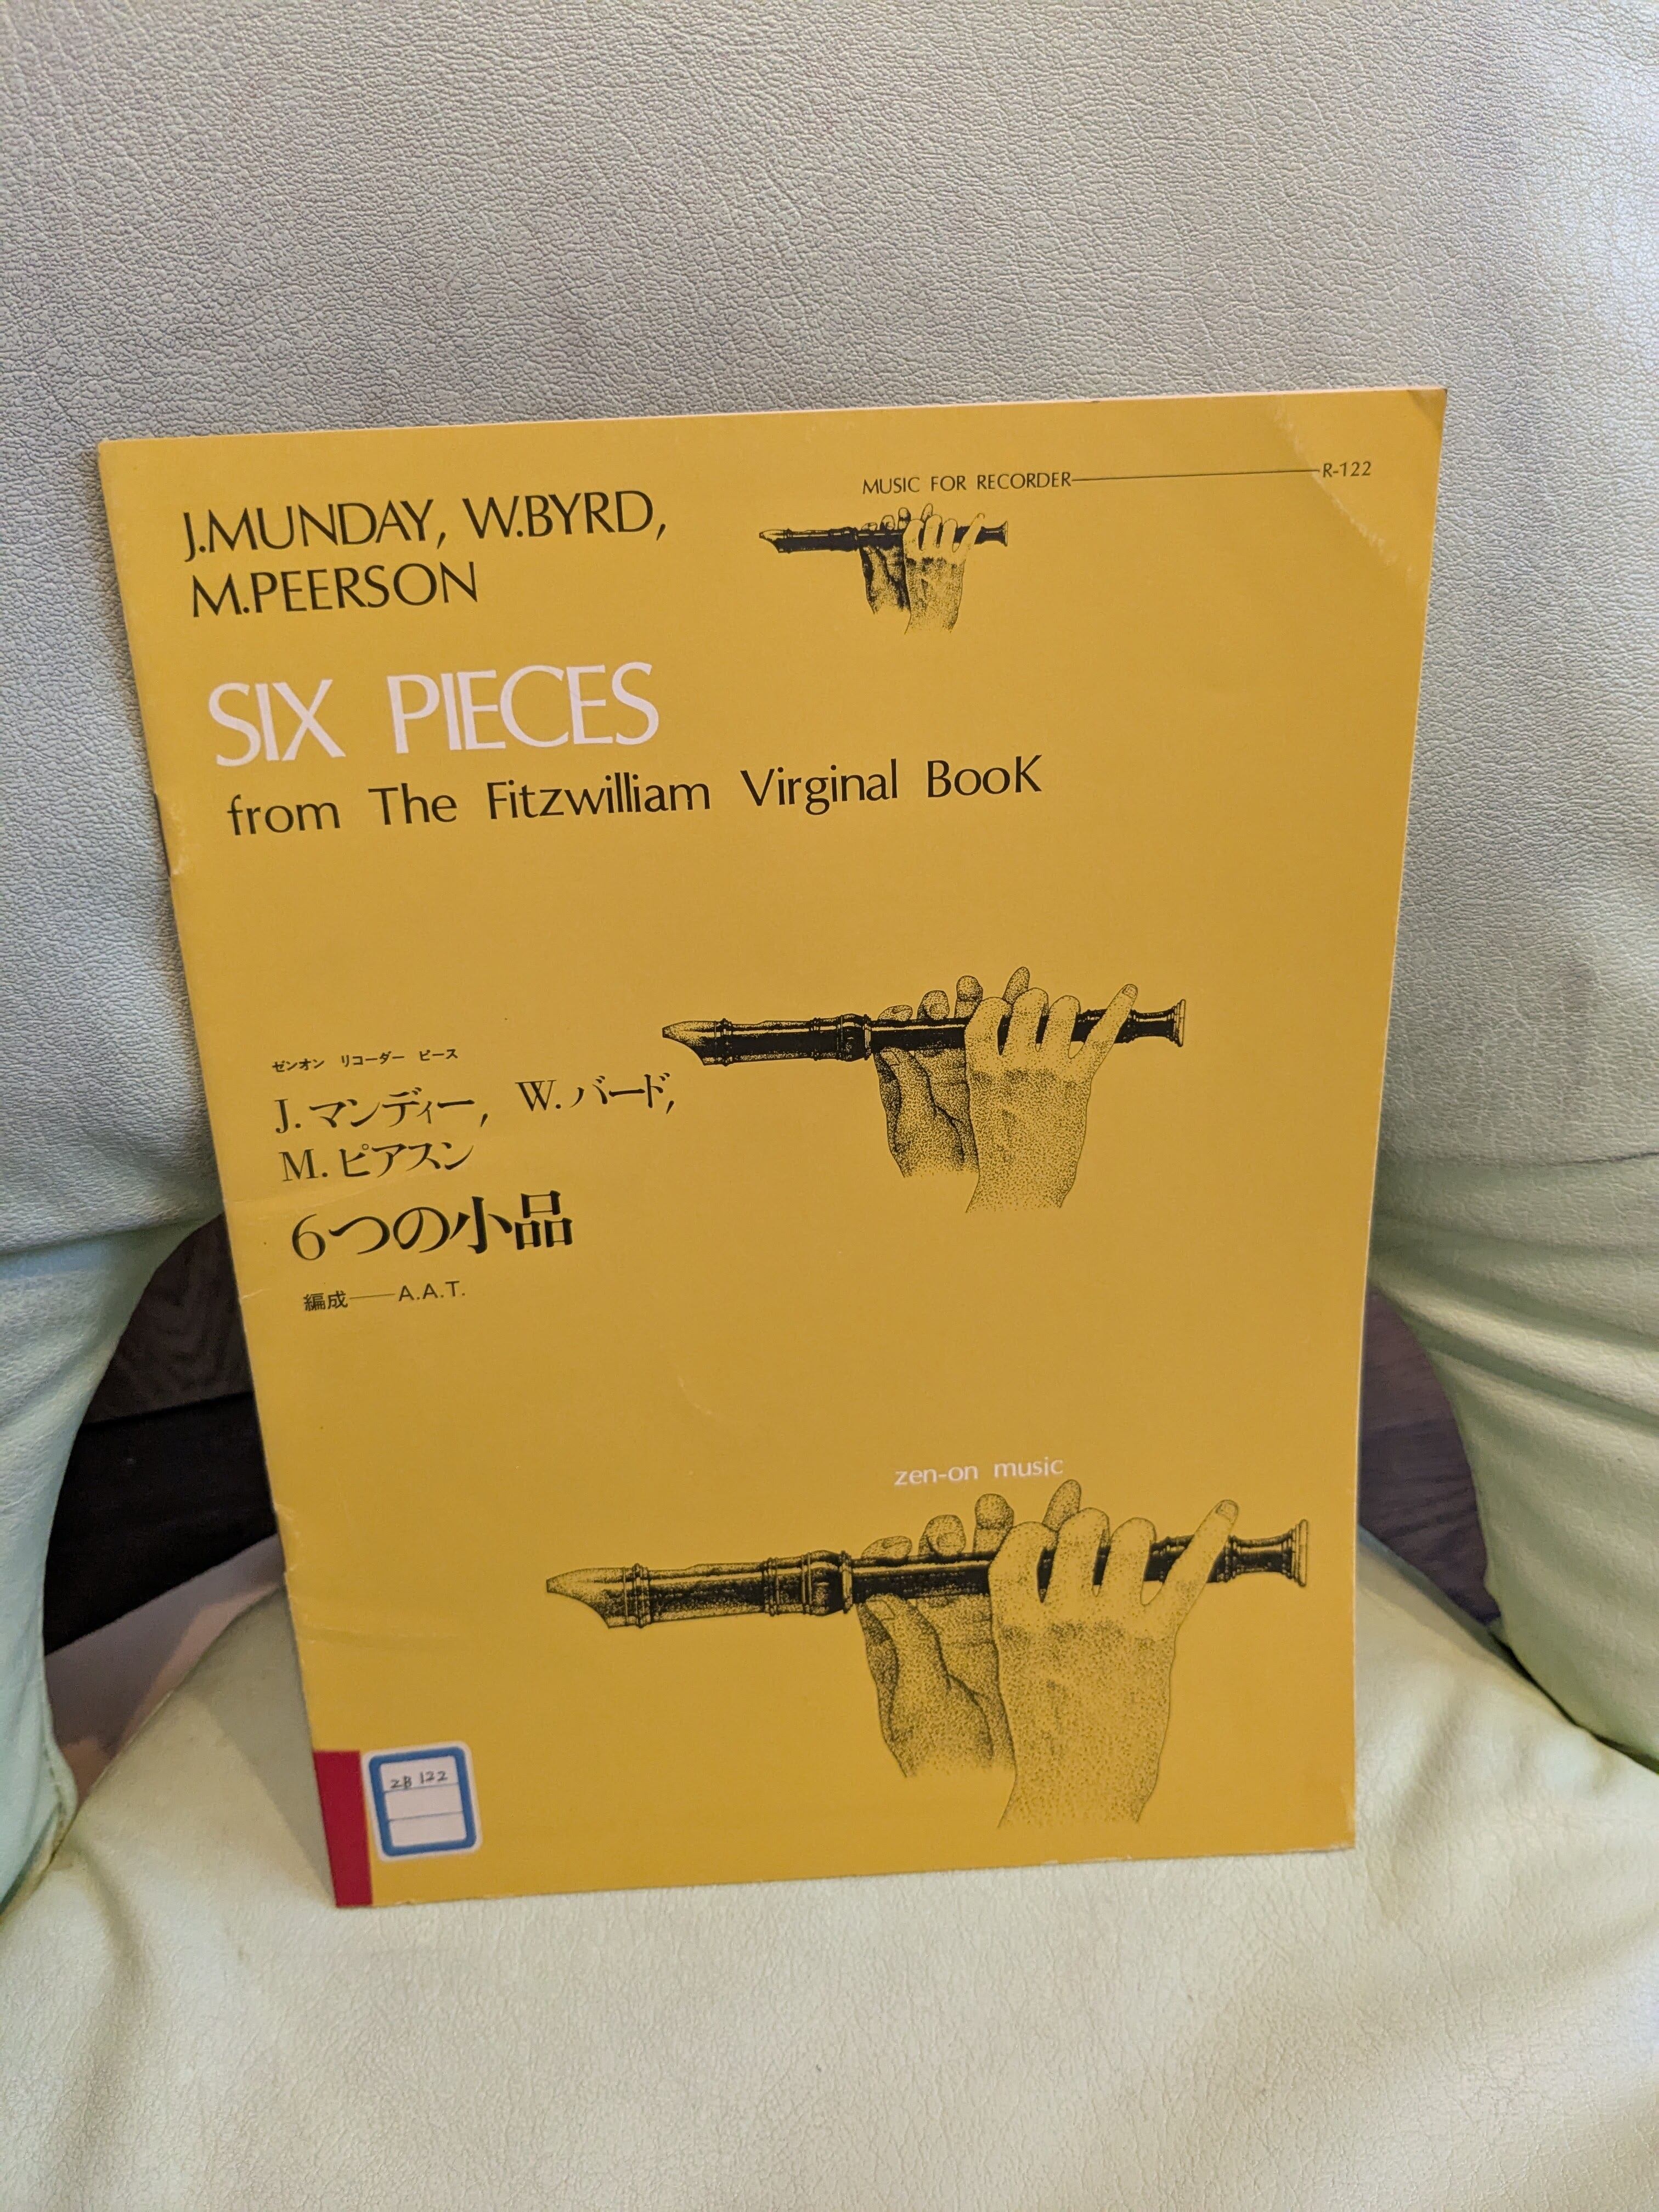 MUSIC FOR RECORDER R-122
J.MUNDAY, W.BYRD,
M.PEERSON
SIX PIECES
from The Fitzwilliam Virginal BooK
ゼンオン リコーダー ピース
J. マンディー, W. バード,
M. ピアスン
6つの小品
編成——A.A.T.
zen-on music
2B 122